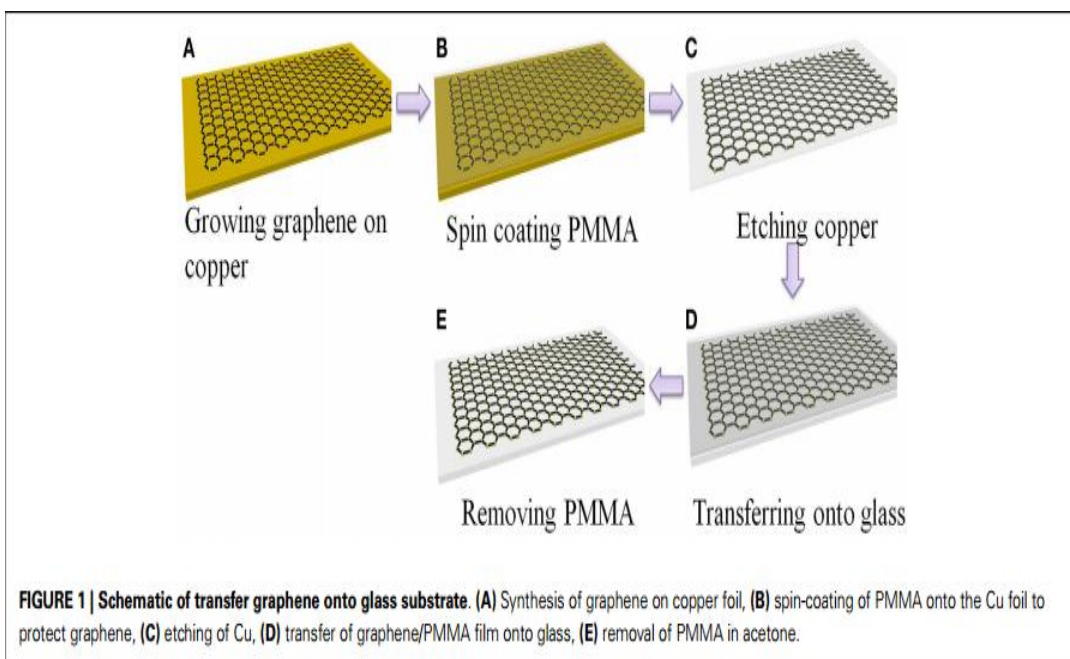 A
B
C
Growing graphene on
copper
Spin coating PMMA
Etching copper
E
D
Removing PMMA
Transferring onto glass
FIGURE 1 | Schematic of transfer graphene onto glass substrate. (A) Synthesis of graphene on copper foil, (B) spin-coating of PMMA onto the Cu foil to
protect graphene, (C) etching of Cu, (D) transfer of graphene/PMMA film onto glass, (E) removal of PMMA in acetone.